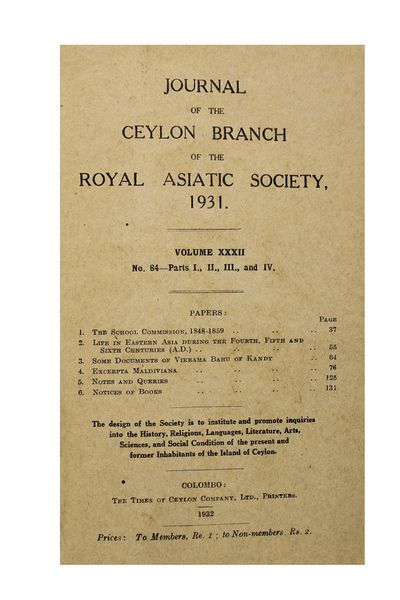 JOURNAL
OF THE
CEYLON BRANCH
OF THE
ROYAL ASIATIC SOCIETY,
1931.
VOLUME XXXII
No. 84—Parts I., II., III., and IV.
PAPERS:
PAGE
1. THE SCHOOL COMMISSION, 1848-1859 .. .. .. 37
2. LIFE IN EASTERN ASIA DURING THE FOURTH, FIFTH AND
SIXTH CENTURIES (A.D.) .. .. .. .. 55
3. SOME DOCUMENTS OF VIKRAMA BAHU OF KANDY .. 64
4. EXCERPTA MALDIVIANA .. .. .. .. 76
5. NOTES AND QUERIES .. .. .. .. 125
6. NOTICES OF BOOKS .. .. .. .. 131
The design of the Society is to institute and promote inquiries
into the History, Religions, Languages, Literature, Arts,
Sciences, and Social Condition of the present and
former Inhabitants of the Island of Ceylon.
COLOMBO:
THE TIMES OF CEYLON COMPANY, LTD., PRINTERS.
1932
Prices: To Members, Re. 1 ; to Non-members, Rs. 2.